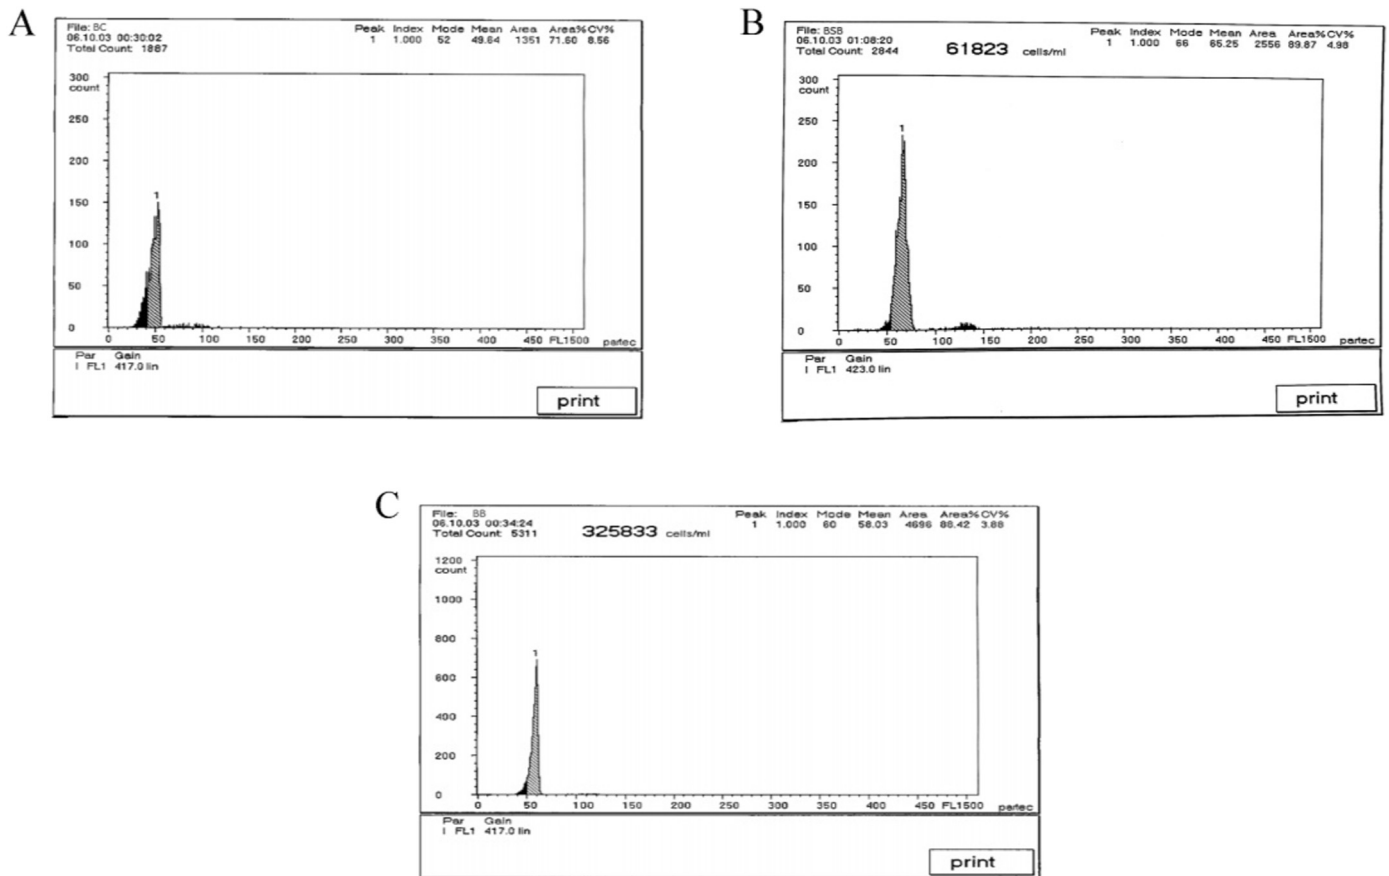 A
File: BC
06.10.03 00:30:02
Total Count: 1887
Peak Index Mode Mean Area Area% CV%
1 1.000 52 49.64 1351 71.60 8.56
300
count
250
200
150
100
50
0
1
0 50 100 150 200 250 300 350 400 450 FL1500 partec
Par Gain
I FL1 417.0 lin
print
B
File: BSB
06.10.03 01:08:20
Total Count: 2844
61823 cells/ml
Peak Index Mode Mean Area Area% CV%
1 1.000 66 65.25 2556 89.87 4.98
300
count
250
200
150
100
50
0
1
0 50 100 150 200 250 300 350 400 450 FL1500 partec
Par Gain
I FL1 423.0 lin
print
C
File: BB
06.10.03 00:34:24
Total Count: 5311
325833 cells/ml
Peak Index Mode Mean Area Area% CV%
1 1.000 60 58.03 4696 88.42 3.88
1200
count
1000
800
600
400
200
0
1
0 50 100 150 200 250 300 350 400 450 FL1500 partec
Par Gain
I FL1 417.0 lin
print